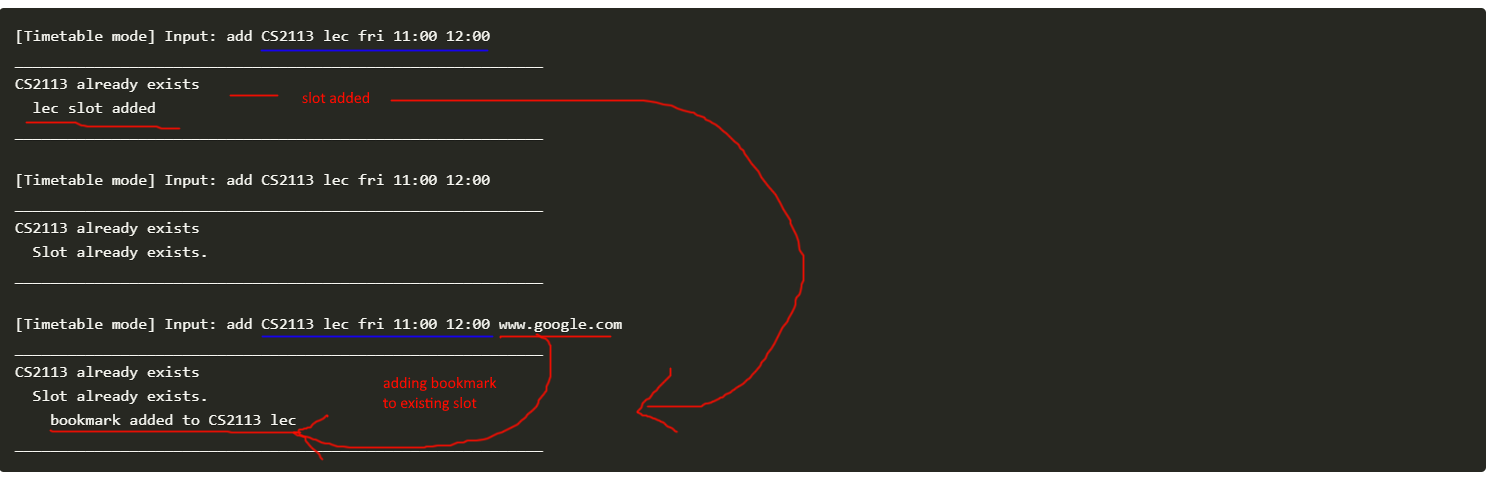 [Timetable mode] Input: add CS2113 lec fri 11:00 12:00
CS2113 already exists
lec slot added
slot added
[Timetable mode] Input: add CS2113 lec fri 11:00 12:00
CS2113 already exists
Slot already exists.
[Timetable mode] Input: add CS2113 lec fri 11:00 12:00 www.google.com
CS2113 already exists
Slot already exists.
bookmark added to CS2113 lec
adding bookmark
to existing slot